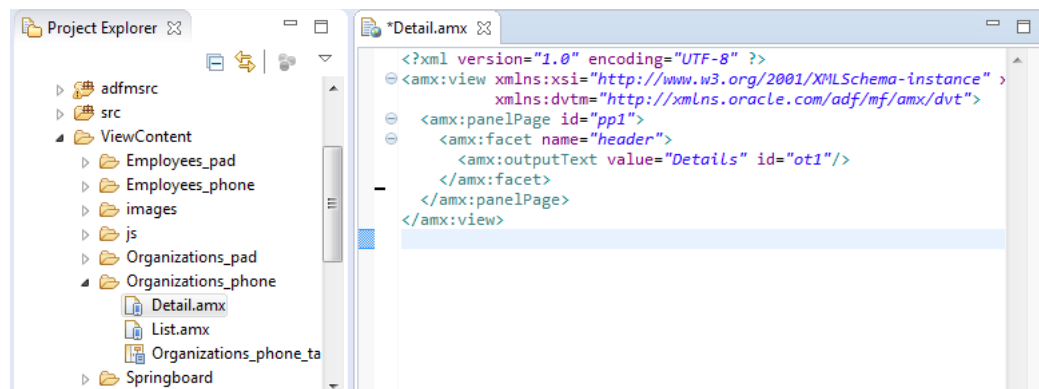 Project Explorer
adfmsrc
src
ViewContent
Employees_pad
Employees_phone
images
js
Organizations_pad
Organizations_phone
Detail.amx
List.amx
Organizations_phone_ta
Springboard
*Detail.amx
<?xml version="1.0" encoding="UTF-8" ?>
<amx:view xmlns:xsi="http://www.w3.org/2001/XMLSchema-instance" x
xmlns:dvtm="http://xmlns.oracle.com/adf/mf/amx/dvt">
<amx:panelPage id="pp1">
<amx:facet name="header">
<amx:outputText value="Details" id="ot1"/>
</amx:facet>
</amx:panelPage>
</amx:view>